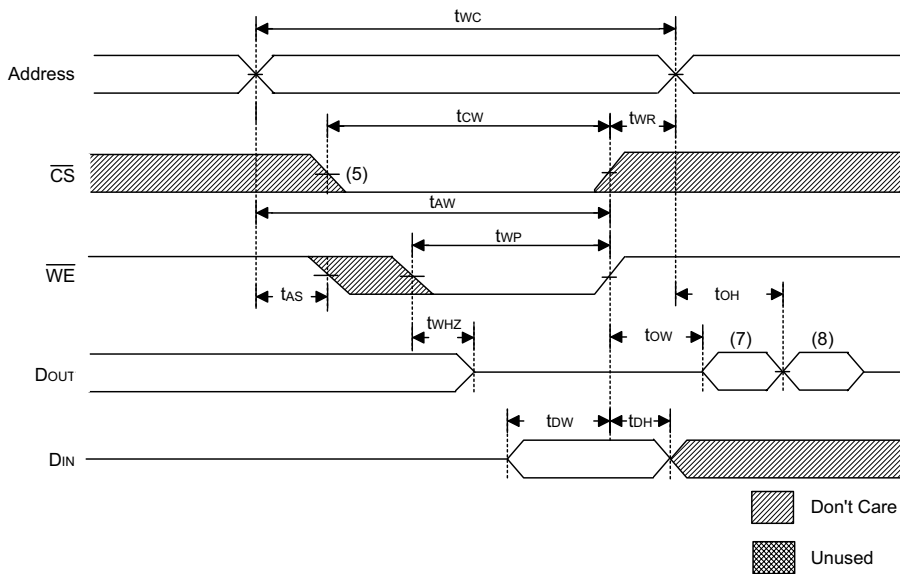 tWC
Address
tCW
tWR
CS
(5)
tAW
tWP
WE
tAS
tOH
tWHZ
tOW
(7)
(8)
DOUT
tDW
tDH
DIN
Don't Care
Unused